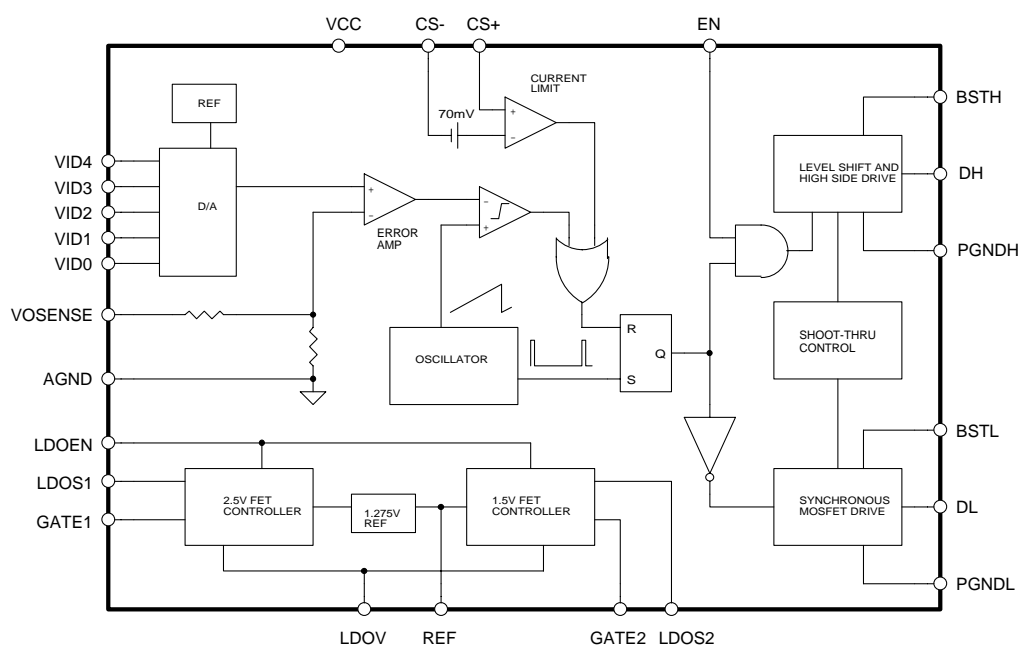 VCC
CS-
CS+
EN
CURRENT
LIMIT
REF
70mV
+
−
BSTH
VID4
VID3
VID2
VID1
VID0
D/A
+
−
ERROR
AMP
−
+
LEVEL SHIFT AND
HIGH SIDE DRIVE
DH
PGNDH
VOSENSE
AGND
OSCILLATOR
R
Q
S
SHOOT-THRU
CONTROL
LDOEN
LDOS1
GATE1
2.5V FET
CONTROLLER
1.275V
REF
1.5V FET
CONTROLLER
SYNCHRONOUS
MOSFET DRIVE
BSTL
DL
PGNDL
LDOV
REF
GATE2
LDOS2